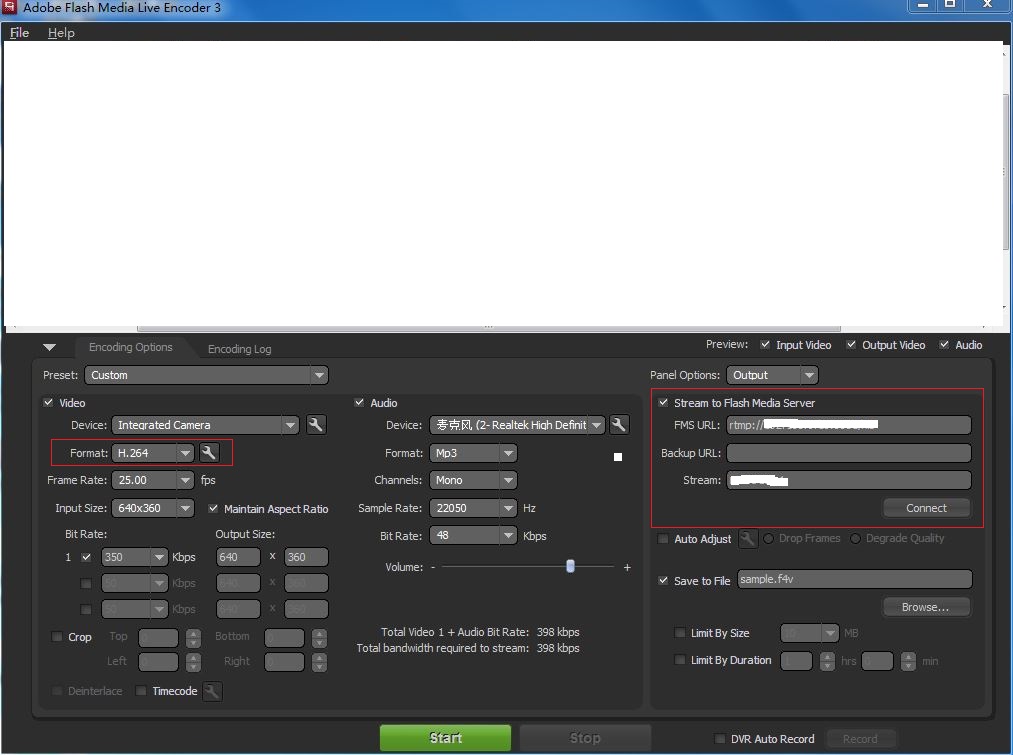 Adobe Flash Media Live Encoder 3
File Help
Encoding Options Encoding Log Preview: Input Video Output Video Audio
Preset: Custom Panel Options: Output
Video Audio Stream to Flash Media Server
Device: Integrated Camera Device: 麦克风 (2- Realtek High Definit FMS URL: rtmp://
Format: H.264 Format: Mp3 Backup URL:
Frame Rate: 25.00 fps Channels: Mono Stream:
Input Size: 640x360 Maintain Aspect Ratio Sample Rate: 22050 Hz Connect
Bit Rate: Output Size: Bit Rate: 48 Kbps Auto Adjust Drop Frames Degrade Quality
1 350 Kbps 640 x 360 Volume: - +
50 Kbps 640 x 360 Save to File sample.f4v
50 Kbps 640 x 360 Browse...
Crop Top 0 Bottom 0 Total Video 1 + Audio Bit Rate: 398 kbps Limit By Size 10 MB
Left 0 Right 0 Total bandwidth required to stream: 398 kbps Limit By Duration 1 hrs 0 min
Deinterlace Timecode
Start Stop DVR Auto Record Record